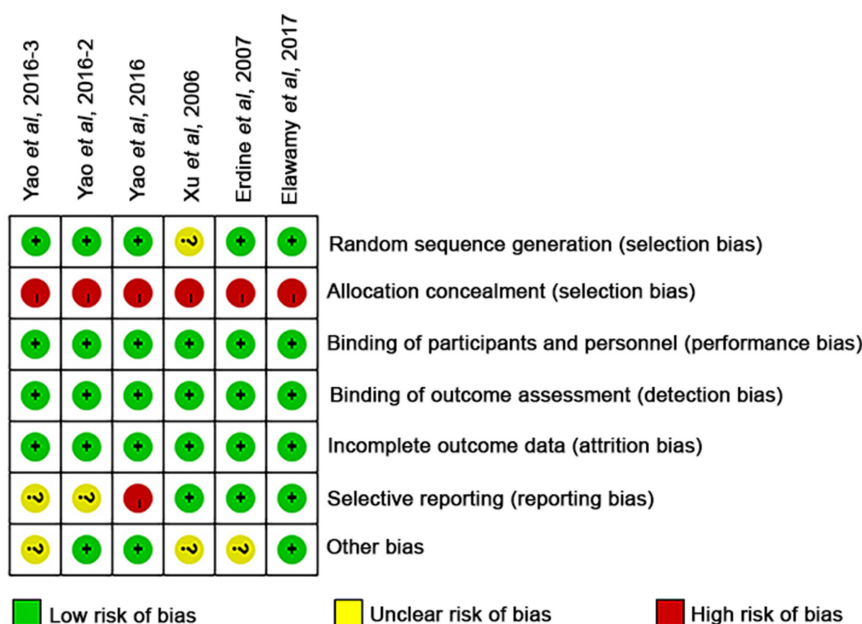 Yao et al, 2016-3
Yao et al, 2016-2
Yao et al, 2016
Xu et al, 2006
Erdine et al, 2007
Elawamy et al, 2017
+ + + ? + + Random sequence generation (selection bias)
- - - - - - Allocation concealment (selection bias)
+ + + + + + Binding of participants and personnel (performance bias)
+ + + + + + Binding of outcome assessment (detection bias)
+ + + + + + Incomplete outcome data (attrition bias)
? ? - + + + Selective reporting (reporting bias)
? + + ? ? + Other bias
Low risk of bias Unclear risk of bias High risk of bias